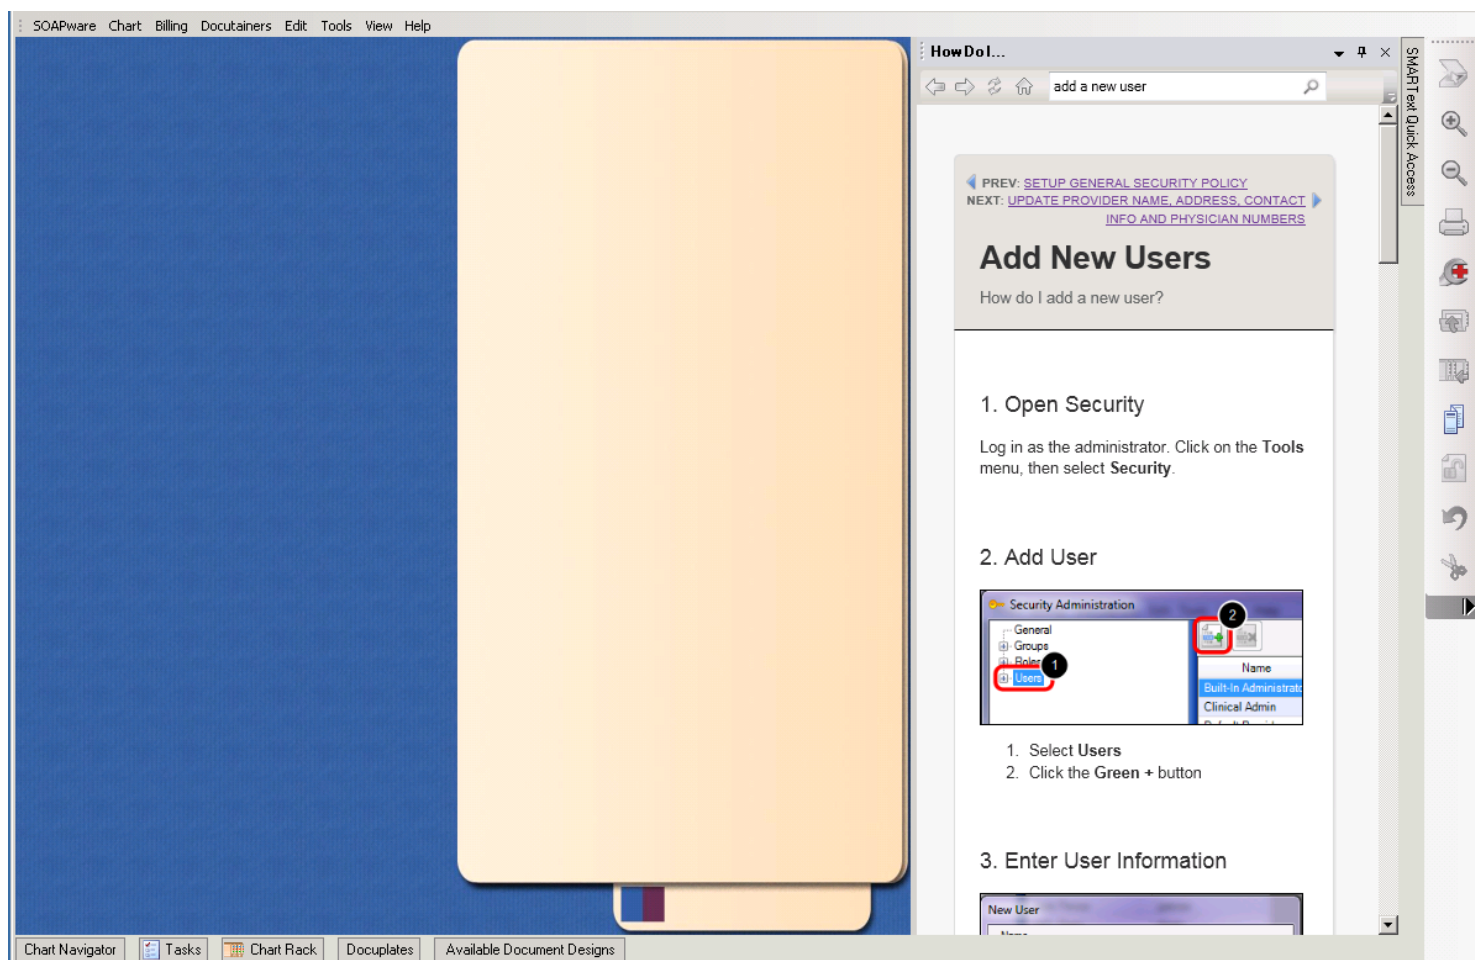 SOAPware Chart Billing Docutainers Edit Tools View Help
How Do I...
add a new user
SMARText Quick Access
PREV: SETUP GENERAL SECURITY POLICY
NEXT: UPDATE PROVIDER NAME, ADDRESS, CONTACT
INFO AND PHYSICIAN NUMBERS
Add New Users
How do I add a new user?
1. Open Security
Log in as the administrator. Click on the Tools
menu, then select Security.
2. Add User
Security Administration
2
General
Groups
1
Name
Users
Built-In Administrato
Clinical Admin
1. Select Users
2. Click the Green + button
3. Enter User Information
New User
Chart Navigator Tasks Chart Rack Docuplates Available Document Designs